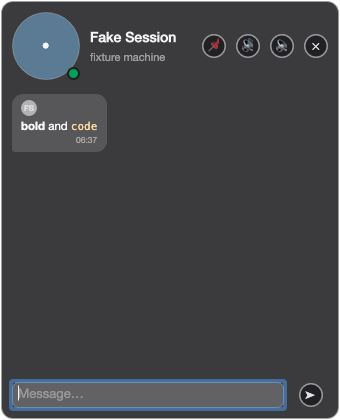 Fake Session
fixture machine
FS
bold and code
06:37
Message…